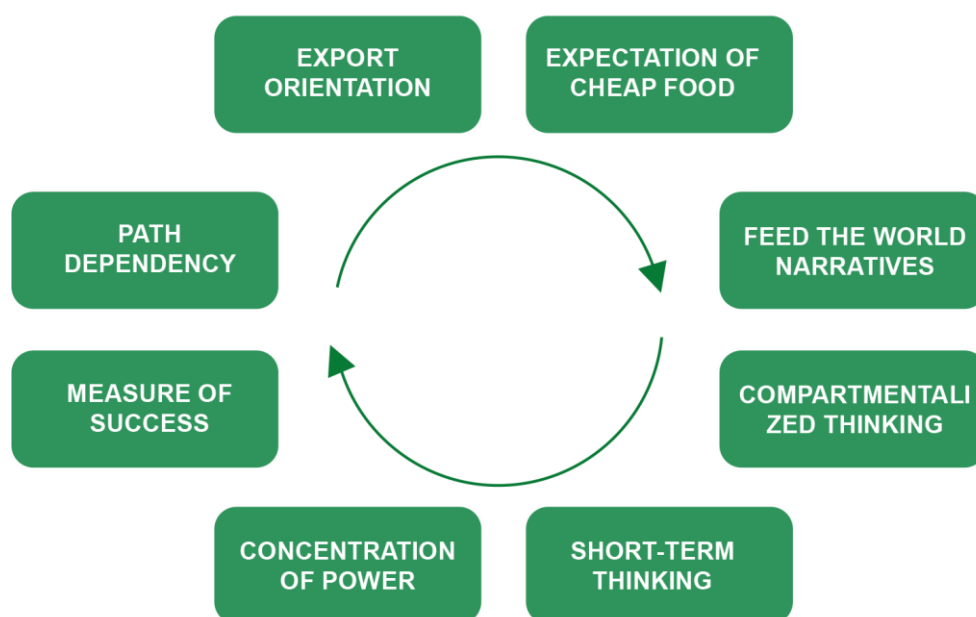 EXPORT
ORIENTATION
EXPECTATION OF
CHEAP FOOD
PATH
DEPENDENCY
FEED THE WORLD
NARRATIVES
MEASURE OF
SUCCESS
COMPARTMENTALI
ZED THINKING
CONCENTRATION
OF POWER
SHORT-TERM
THINKING